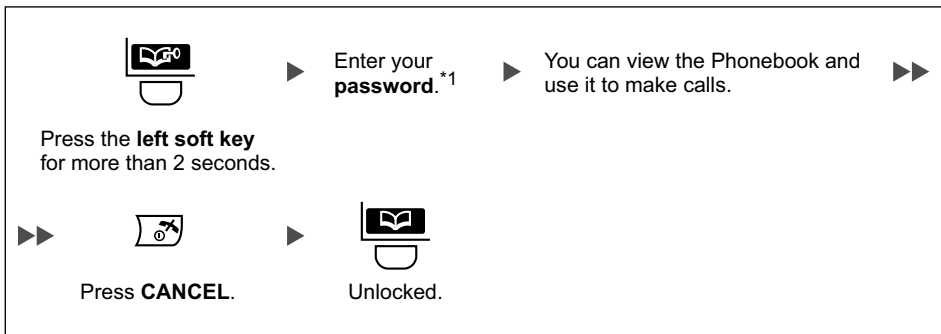 Enter your
password.*1
You can view the Phonebook and
use it to make calls.
Press the left soft key
for more than 2 seconds.
Press CANCEL.
Unlocked.